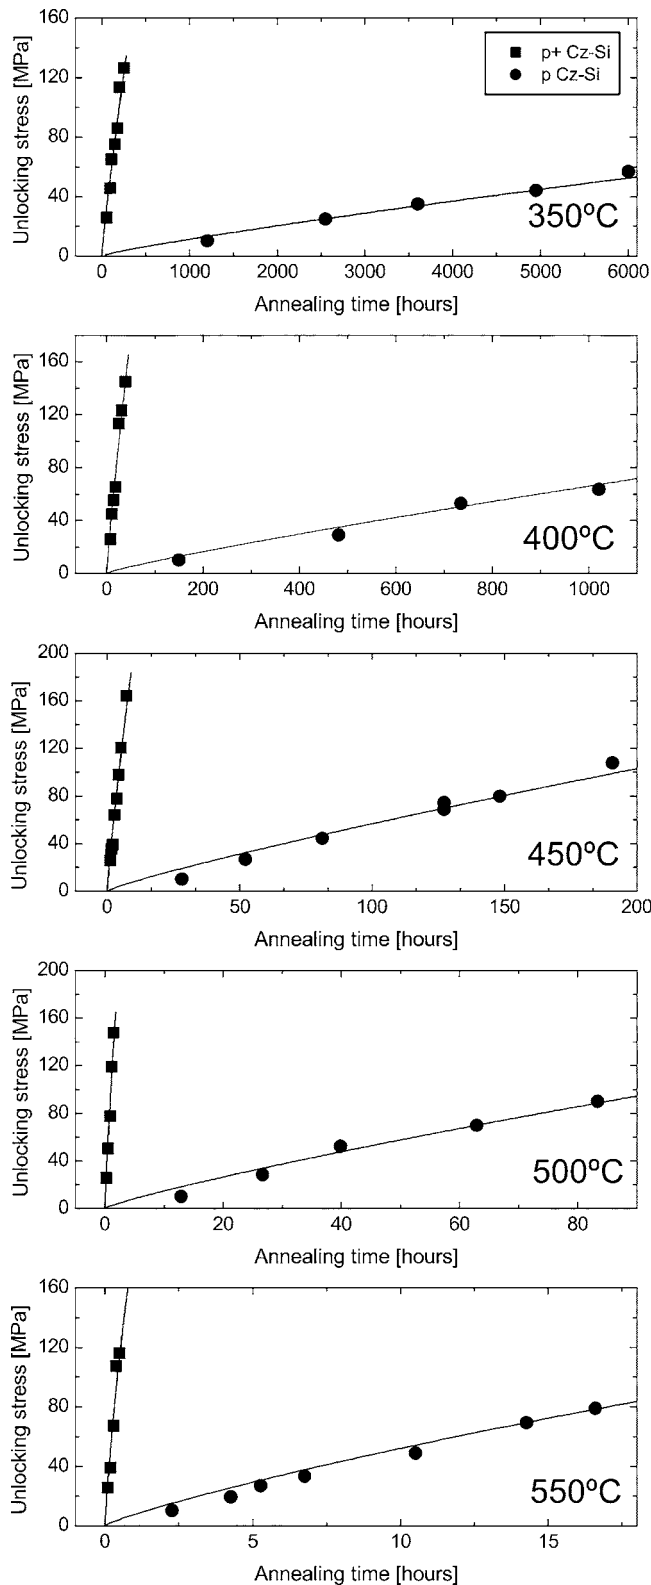 160
120
80
40
0
Unlocking stress [MPa]
p+ Cz-Si
p Cz-Si
350ºC
0 1000 2000 3000 4000 5000 6000
Annealing time [hours]
160
120
80
40
0
Unlocking stress [MPa]
400ºC
0 200 400 600 800 1000
Annealing time [hours]
200
160
120
80
40
0
Unlocking stress [MPa]
450ºC
0 50 100 150 200
Annealing time [hours]
200
160
120
80
40
0
Unlocking stress [MPa]
500ºC
0 20 40 60 80
Annealing time [hours]
160
120
80
40
0
Unlocking stress [MPa]
550ºC
0 5 10 15
Annealing time [hours]